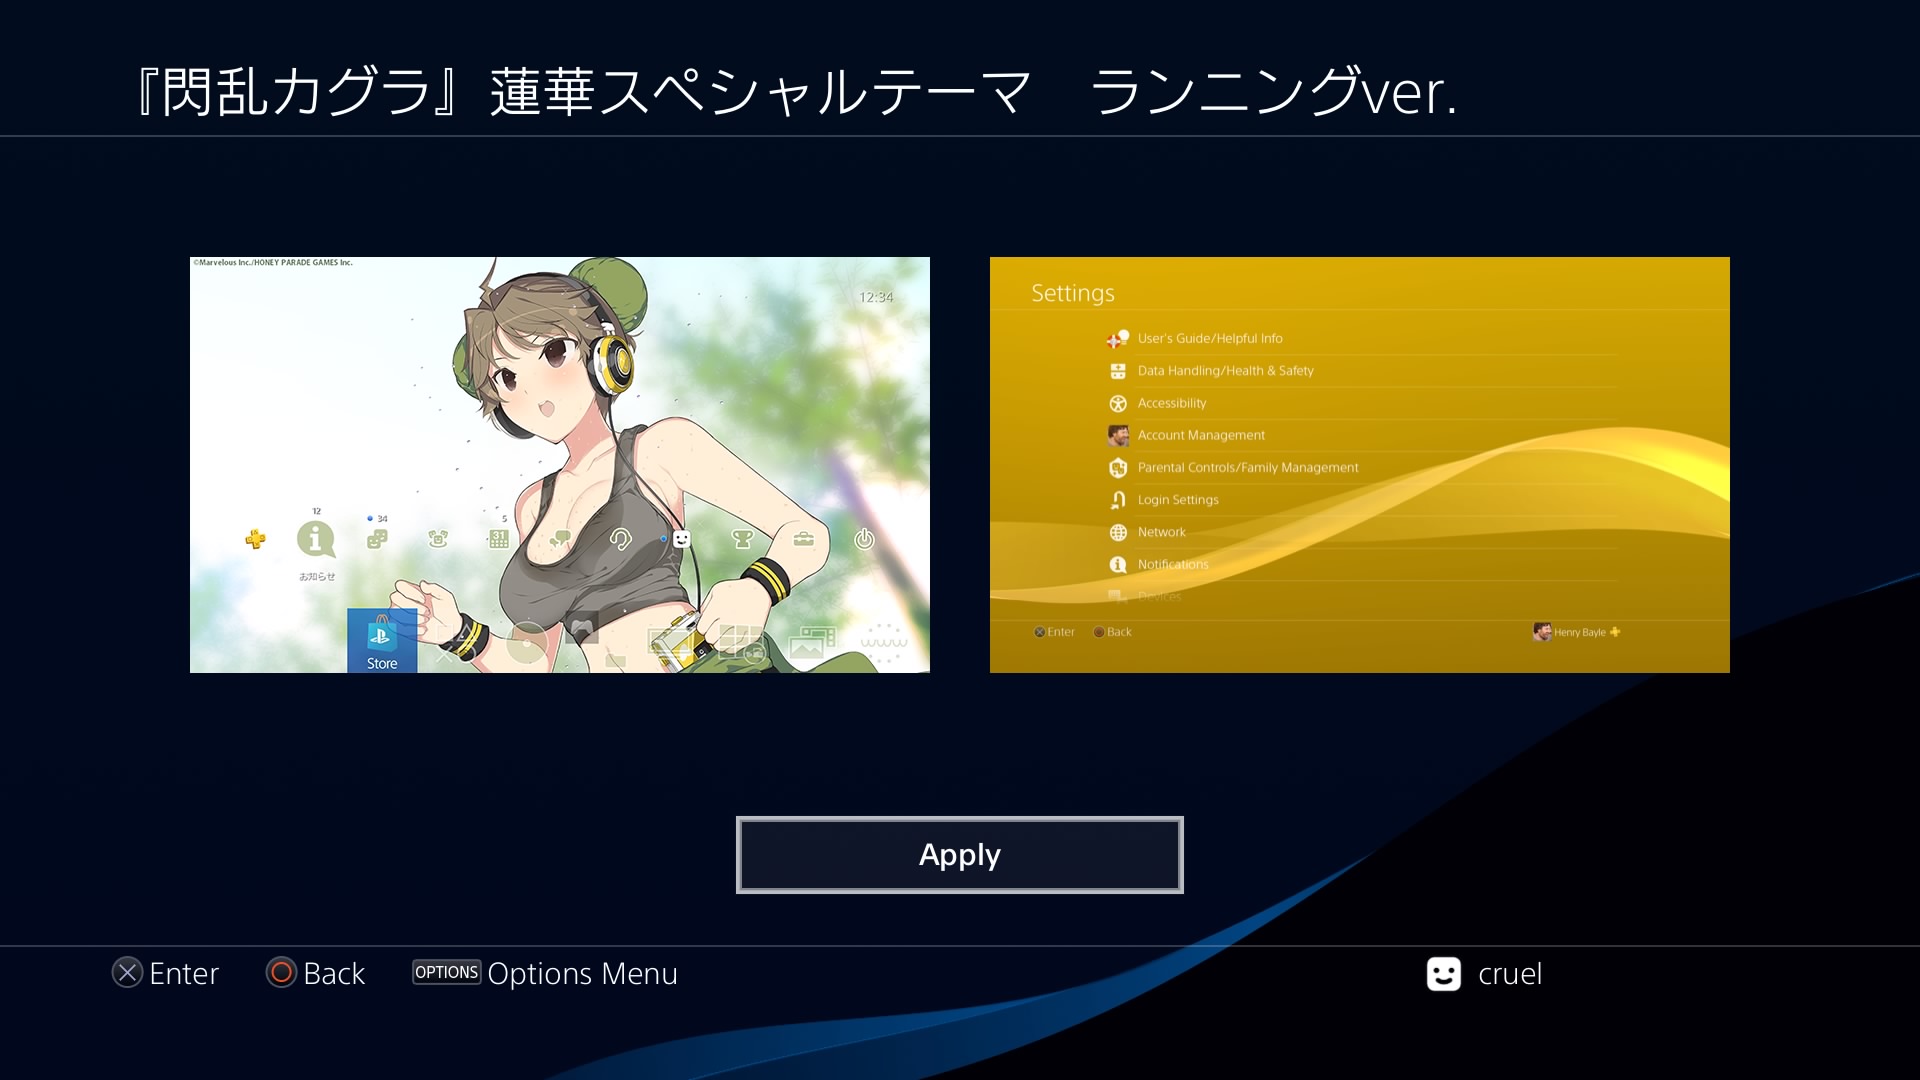 『閃乱カグラ』蓮華スペシャルテーマ　ランニングver.
©Marvelous Inc./HONEY PARADE GAMES Inc.
12:34
12
34
5
31
お知らせ
Store
Settings
User's Guide/Helpful Info
Data Handling/Health & Safety
Accessibility
Account Management
Parental Controls/Family Management
Login Settings
Network
Notifications
Devices
Enter
Back
Henry Bayle
Apply
Enter
Back
OPTIONS Options Menu
cruel